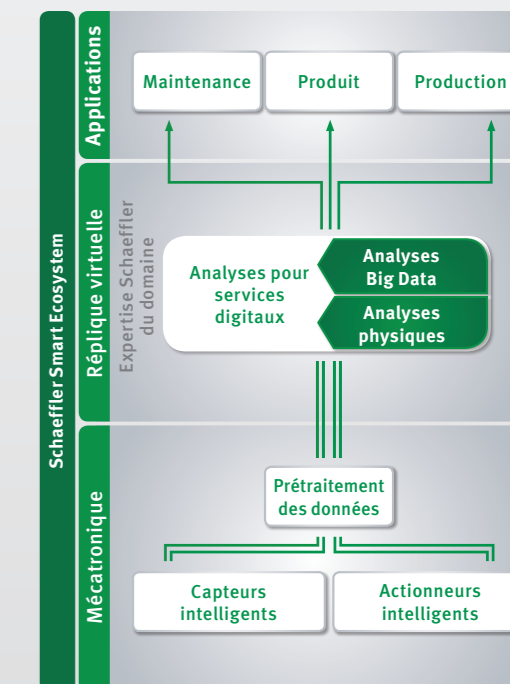 Schaeffler Smart Ecosystem
Applications
Maintenance
Produit
Production
Réplique virtuelle
Expertise Schaeffler
du domaine
Analyses pour
services
digitaux
Analyses
Big Data
Analyses
physiques
Mécatronique
Prétraitement
des données
Capteurs
intelligents
Actionneurs
intelligents